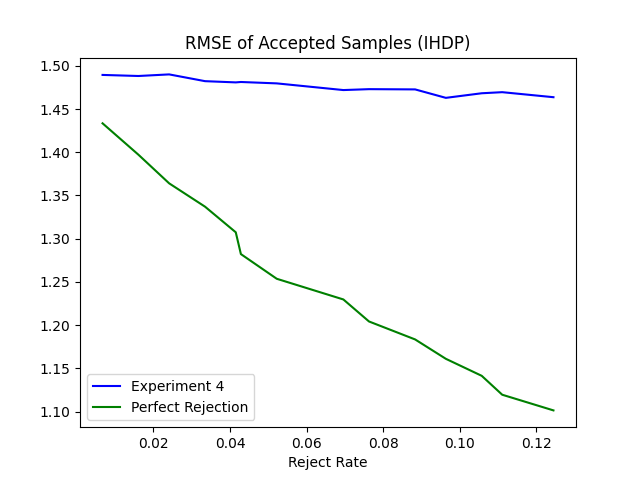 RMSE of Accepted Samples (IHDP)
1.50
1.45
1.40
1.35
1.30
1.25
1.20
1.15
1.10
Experiment 4
Perfect Rejection
0.02 0.04 0.06 0.08 0.10 0.12
Reject Rate